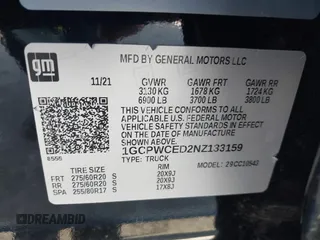 gm
MFD BY GENERAL MOTORS LLC
11/21 GVWR GAWR FRT GAWR RR
3130 KG 1678 KG 1724 KG
6900 LB 3700 LB 3800 LB
THIS VEHICLE CONFORMS TO ALL
APPLICABLE U.S. FEDERAL MOTOR
VEHICLE SAFETY AND THEFT PREVENTION
STANDARDS IN EFFECT ON THE DATE OF
MANUFACTURE SHOWN ABOVE.
1GCPWCED2NZ133159
TYPE: TRUCK
TIRE SIZE RIM MODEL:
FRT 275/60R20 S 20X9J
RR 275/60R20 S 20X9J
SPA 255/80R17 S 17X8J
DREAMBID